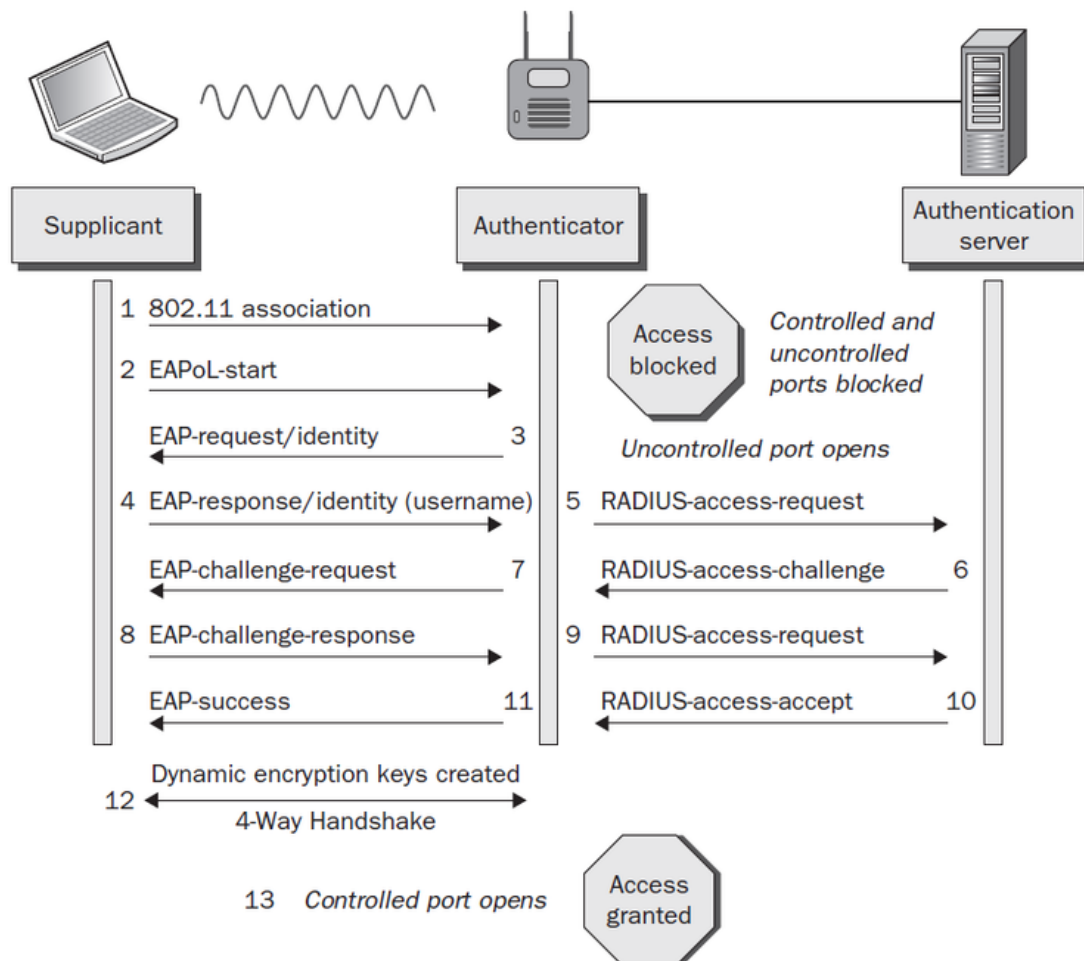 Supplicant
Authenticator
Authentication
server
1 802.11 association
Access
blocked
Controlled and
uncontrolled
ports blocked
2 EAPoL-start
EAP-request/identity 3
Uncontrolled port opens
4 EAP-response/identity (username)
5 RADIUS-access-request
EAP-challenge-request 7
RADIUS-access-challenge 6
8 EAP-challenge-response
9 RADIUS-access-request
EAP-success 11
RADIUS-access-accept 10
Dynamic encryption keys created
12
4-Way Handshake
13 Controlled port opens
Access
granted